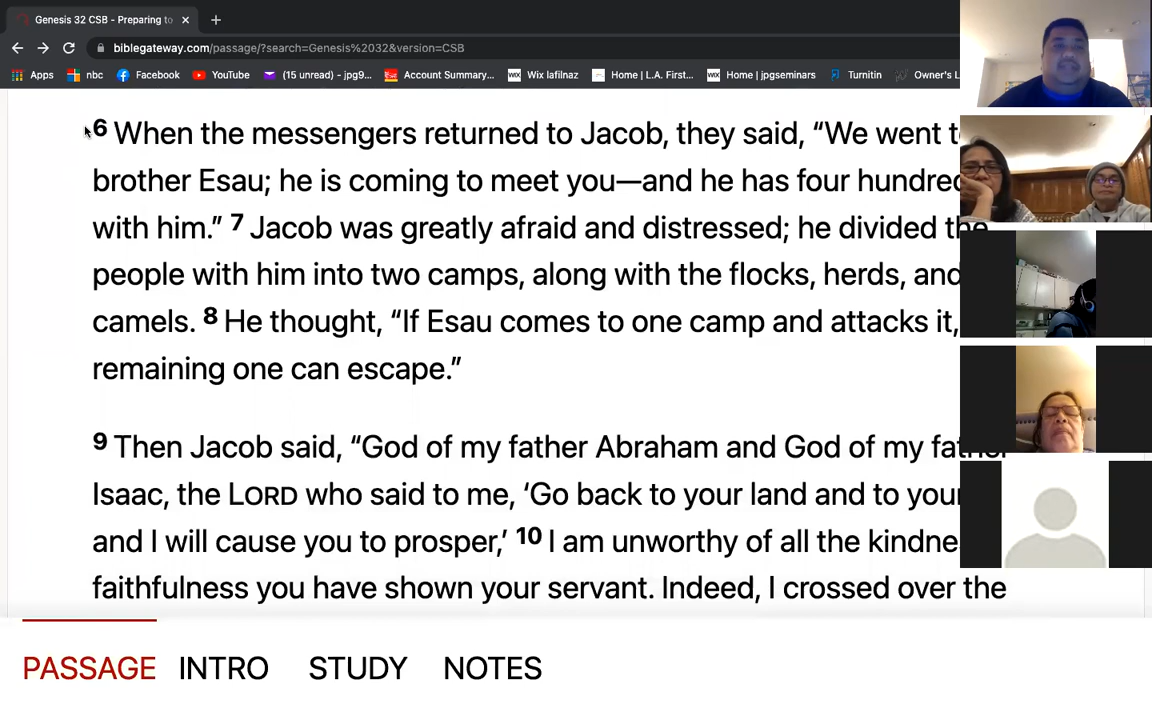 Genesis 32 CSB - Preparing to
biblegateway.com/passage/?search=Genesis%2032&version=CSB
Apps nbc Facebook YouTube (15 unread) - jpg9... Account Summary... Wix lafilnaz Home | L.A. First... Home | jpgseminars Turnitin Owner's L
6 When the messengers returned to Jacob, they said, “We went t
brother Esau; he is coming to meet you—and he has four hundred
with him.” 7 Jacob was greatly afraid and distressed; he divided the
people with him into two camps, along with the flocks, herds, and
camels. 8 He thought, “If Esau comes to one camp and attacks it,
remaining one can escape.”
9 Then Jacob said, “God of my father Abraham and God of my father
Isaac, the LORD who said to me, ‘Go back to your land and to your
and I will cause you to prosper,’ 10 I am unworthy of all the kindne
faithfulness you have shown your servant. Indeed, I crossed over the
PASSAGE INTRO STUDY NOTES